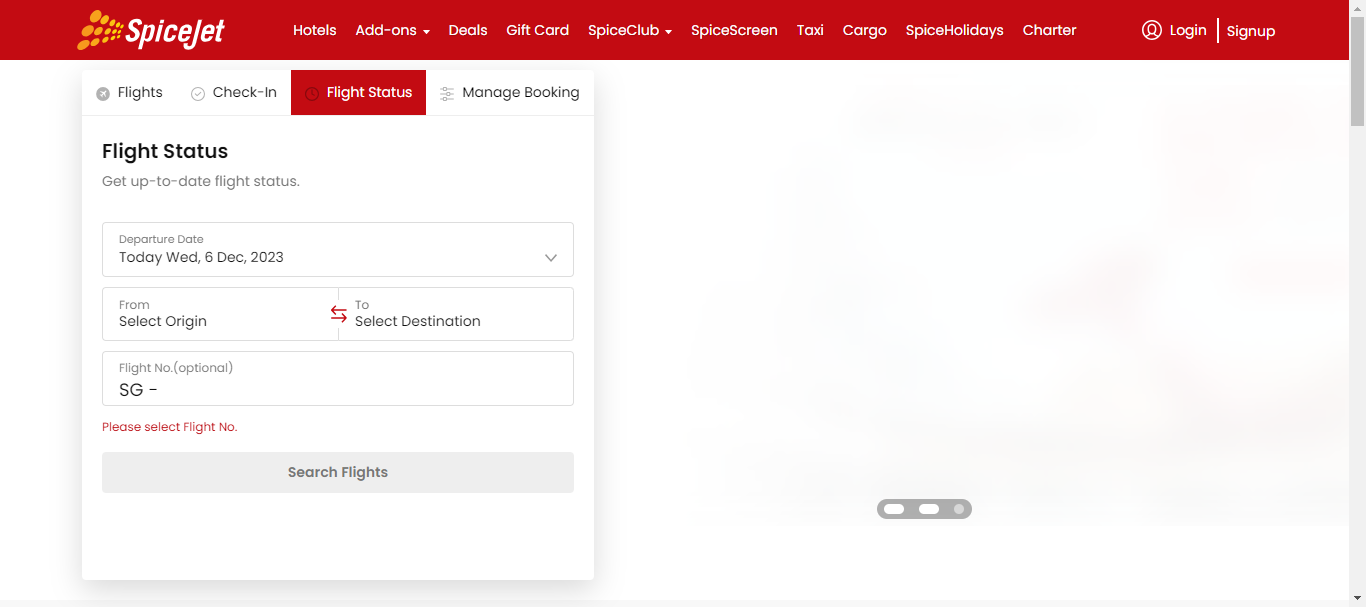 SpiceJet
Hotels Add-ons Deals Gift Card SpiceClub SpiceScreen Taxi Cargo SpiceHolidays Charter Login Signup
Flights Check-In Flight Status Manage Booking
Flight Status
Get up-to-date flight status.
Departure Date
Today Wed, 6 Dec, 2023
From To
Select Origin Select Destination
Flight No.(optional)
SG -
Please select Flight No.
Search Flights